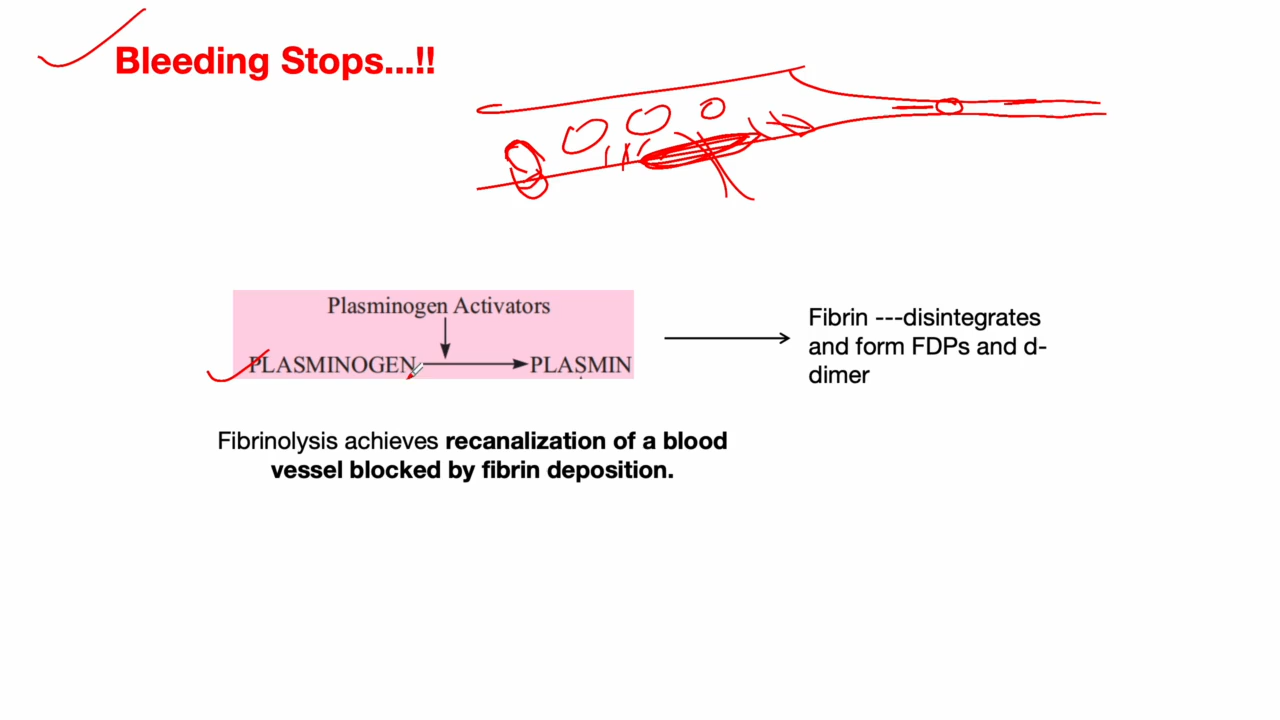 Bleeding Stops...!!
Plasminogen Activators
PLASMINOGEN
PLASMIN
Fibrin ---disintegrates
and form FDPs and d-
dimer
Fibrinolysis achieves recanalization of a blood
vessel blocked by fibrin deposition.